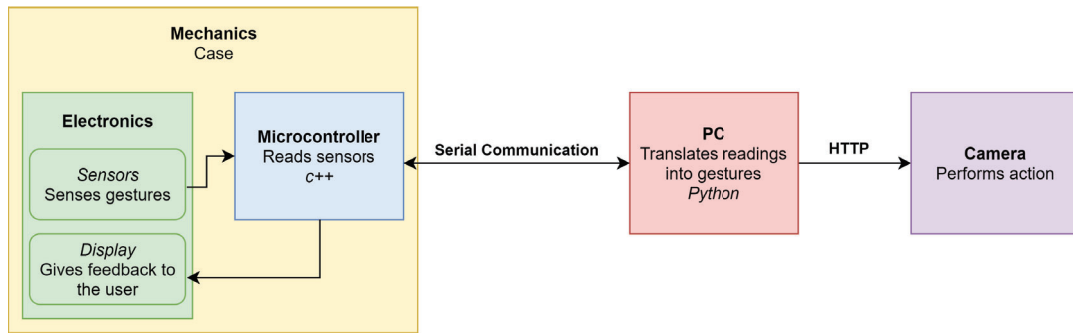 Mechanics
Case
Electronics
Sensors
Senses gestures
Display
Gives feedback to
the user
Microcontroller
Reads sensors
c++
Serial Communication
PC
Translates readings
into gestures
Python
HTTP
Camera
Performs action